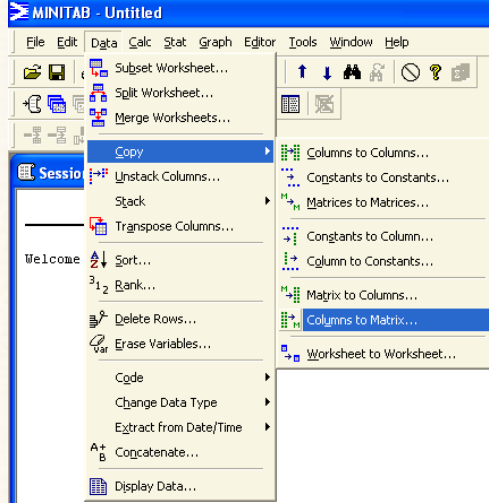 MINITAB - Untitled
File Edit Data Calc Stat Graph Editor Tools Window Help
Subset Worksheet...
Split Worksheet...
Merge Worksheets...
Copy
Unstack Columns...
Stack
Transpose Columns...
Sort...
Rank...
Delete Rows...
Erase Variables...
Code
Change Data Type
Extract from Date/Time
Concatenate...
Display Data...
Columns to Columns...
Constants to Constants...
Matrices to Matrices...
Constants to Column...
Column to Constants...
Matrix to Columns...
Columns to Matrix...
Worksheet to Worksheet...
Sessio
Welcome